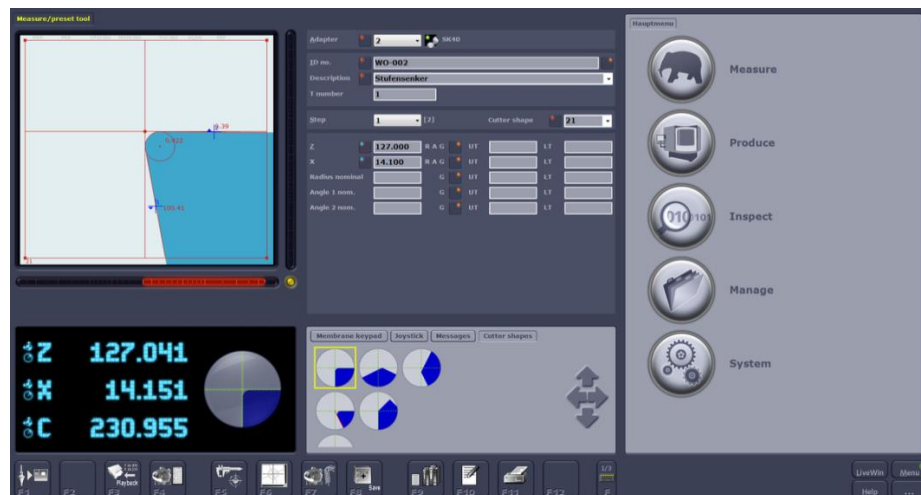 Measure/preset tool
Hauptmenu
Adapter 2 SK40
ID no. WO-002
Description Stufensenker
T number 1
Step 1 [2] Cutter shape 21
Z 127.000 R A G UT LT
X 14.100 R A G UT LT
Radius nominal G UT LT
Angle 1 nom. G UT LT
Angle 2 nom. G UT LT
21
Measure
Produce
Inspect
Manage
System
Membrane keypad Joystick Messages Cutter shapes
Z 127.041
X 14.151
C 230.955
Playback
Save
1/3
F1 F2 F3 F4 F5 F6 F7 F8 F9 F10 F11 F12 F
LiveWin Menu
Help